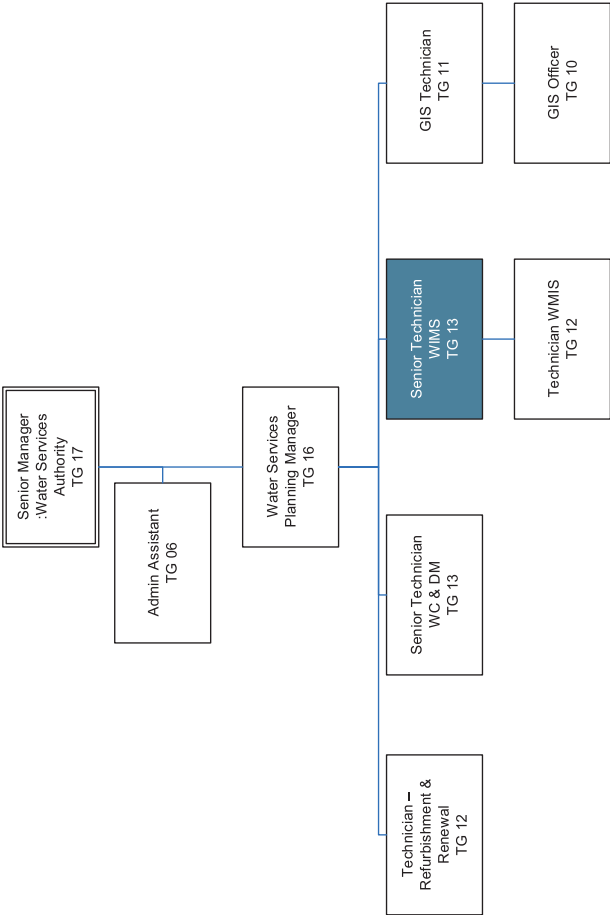 Senior Manager
:Water Services
Authority
TG 17
Admin Assistant
TG 06
Water Services
Planning Manager
TG 16
Technician –
Refurbishment &
Renewal
TG 12
Senior Technician
WC & DM
TG 13
Senior Technician
WIMS
TG 13
GIS Technician
TG 11
Technician WMIS
TG 12
GIS Officer
TG 10